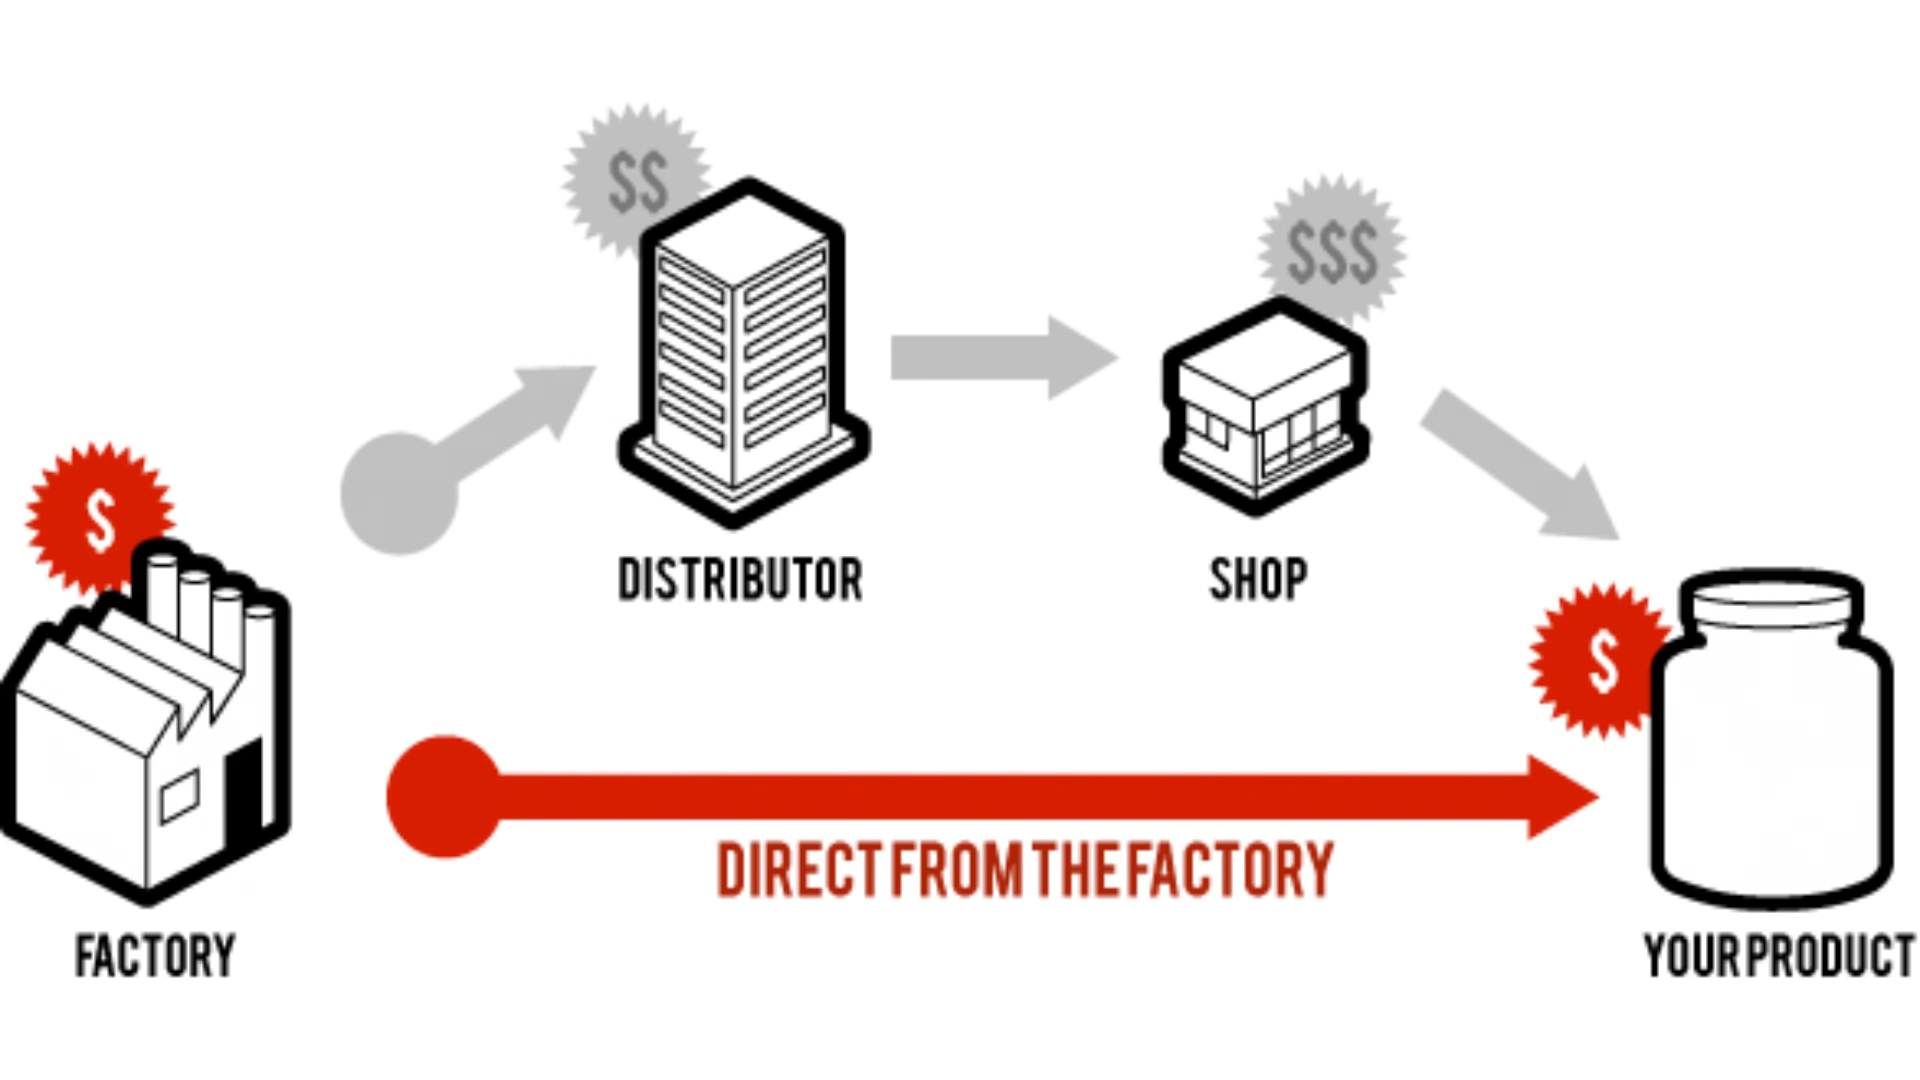 $$
$$$
$
DISTRIBUTOR
SHOP
$
DIRECT FROM THE FACTORY
FACTORY
YOUR PRODUCT